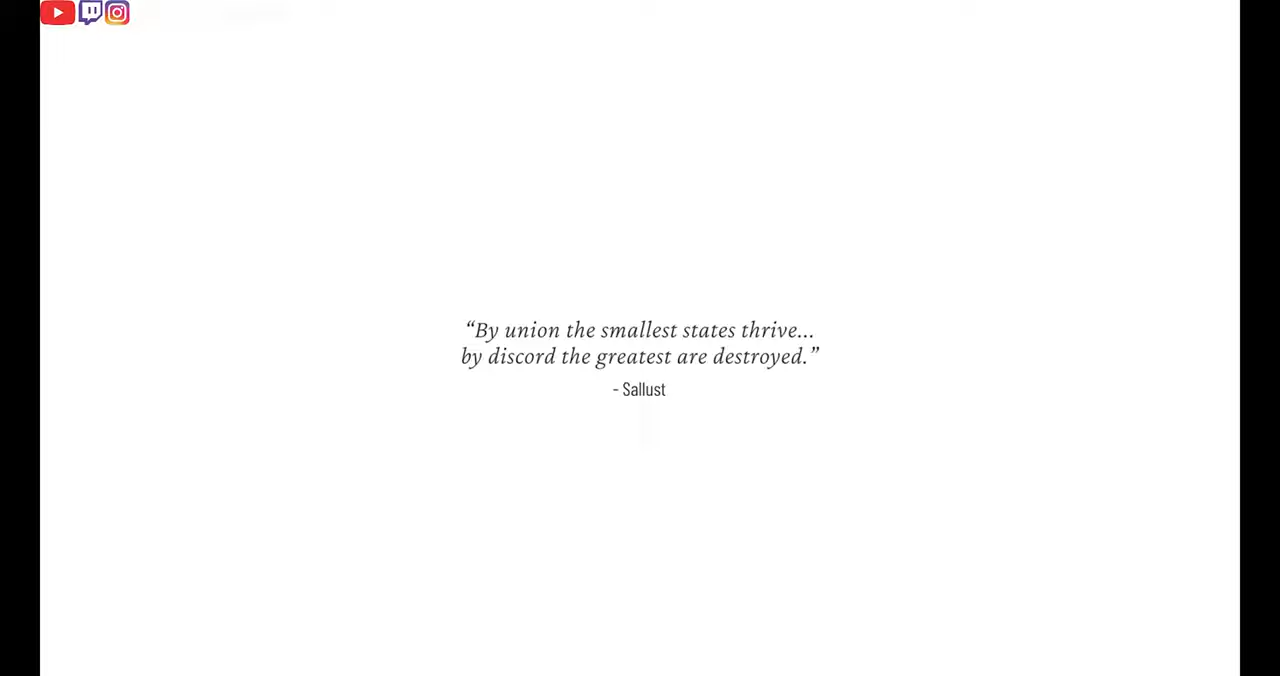 “By union the smallest states thrive...
by discord the greatest are destroyed.”
- Sallust